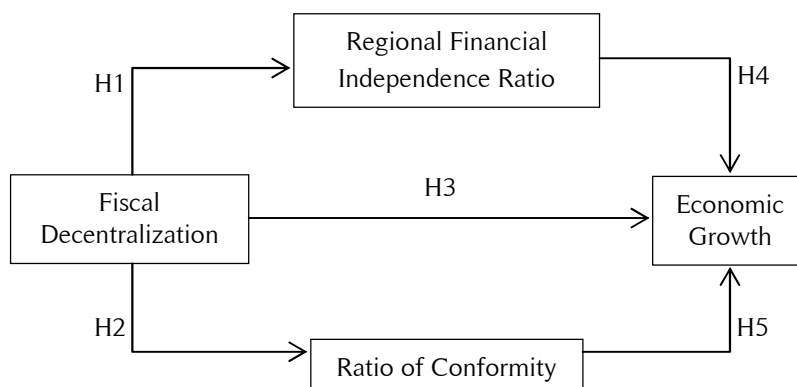 Regional Financial
Independence Ratio
H1
H4
H3
Fiscal
Decentralization
Economic
Growth
H2
H5
Ratio of Conformity